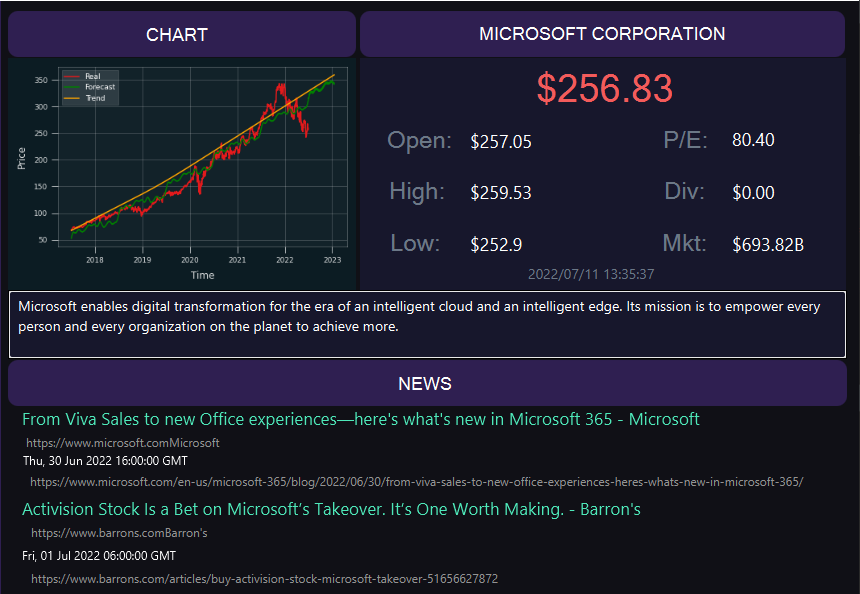 CHART
MICROSOFT CORPORATION
Real
Forecast
Trend
350
300
250
200
150
100
50
Price
2018 2019 2020 2021 2022 2023
Time
$256.83
Open: $257.05 P/E: 80.40
High: $259.53 Div: $0.00
Low: $252.9 Mkt: $693.82B
2022/07/11 13:35:37
Microsoft enables digital transformation for the era of an intelligent cloud and an intelligent edge. Its mission is to empower every
person and every organization on the planet to achieve more.
NEWS
From Viva Sales to new Office experiences—here's what's new in Microsoft 365 - Microsoft
https://www.microsoft.comMicrosoft
Thu, 30 Jun 2022 16:00:00 GMT
https://www.microsoft.com/en-us/microsoft-365/blog/2022/06/30/from-viva-sales-to-new-office-experiences-heres-whats-new-in-microsoft-365/
Activision Stock Is a Bet on Microsoft’s Takeover. It’s One Worth Making. - Barron's
https://www.barrons.comBarron's
Fri, 01 Jul 2022 06:00:00 GMT
https://www.barrons.com/articles/buy-activision-stock-microsoft-takeover-51656627872